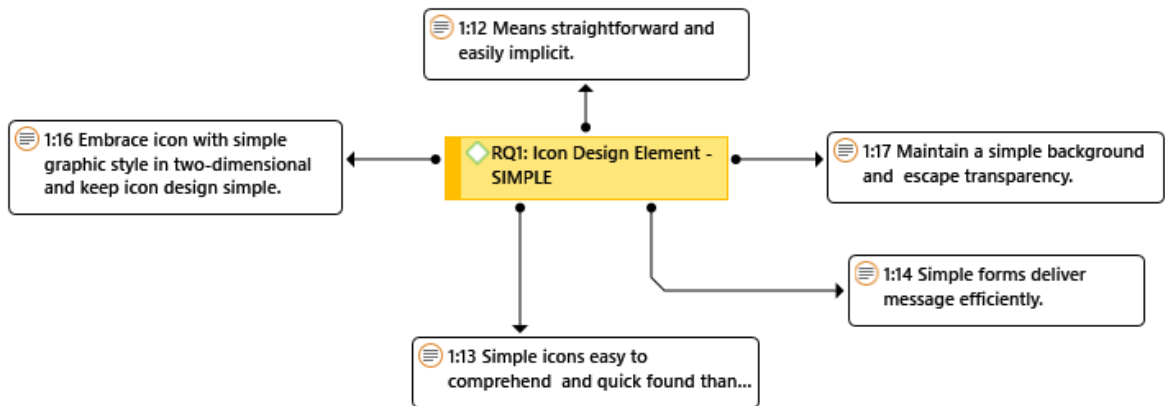 1:12 Means straightforward and
easily implicit.
1:16 Embrace icon with simple
graphic style in two-dimensional
and keep icon design simple.
RQ1: Icon Design Element -
SIMPLE
1:17 Maintain a simple background
and  escape transparency.
1:14 Simple forms deliver
message efficiently.
1:13 Simple icons easy to
comprehend  and quick found than...